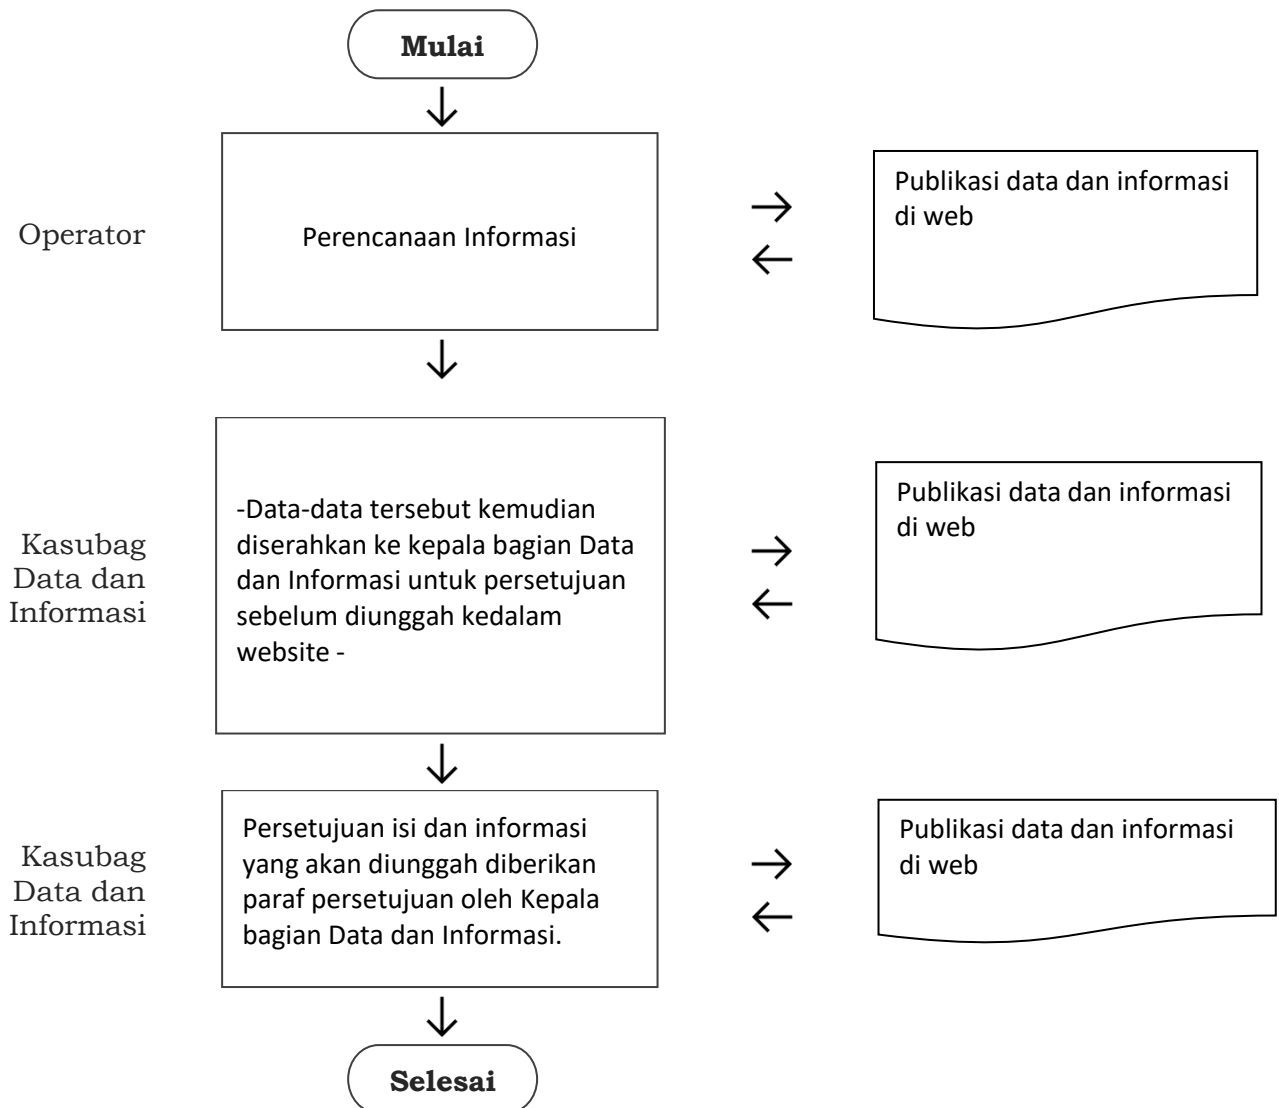 Mulai
Operator
Perencanaan Informasi
Publikasi data dan informasi
di web
Kasubag
Data dan
Informasi
-Data-data tersebut kemudian
diserahkan ke kepala bagian Data
dan Informasi untuk persetujuan
sebelum diunggah kedalam
website -
Publikasi data dan informasi
di web
Kasubag
Data dan
Informasi
Persetujuan isi dan informasi
yang akan diunggah diberikan
paraf persetujuan oleh Kepala
bagian Data dan Informasi.
Publikasi data dan informasi
di web
Selesai